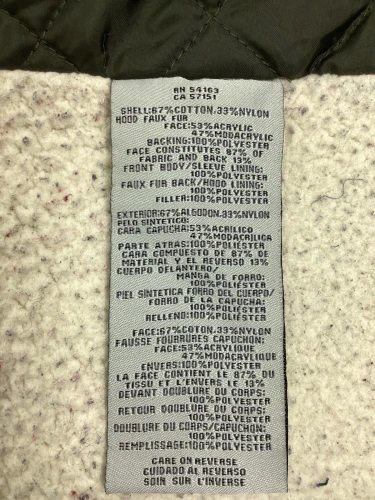 RN 54163
CA 57151
SHELL:67%COTTON,33%NYLON
HOOD FAUX FUR
FACE:53%ACRYLIC
47%MODACRYLIC
BACKING:100%POLYESTER
FACE CONSTITUTES 87% OF
FABRIC AND BACK 13%
FRONT BODY/SLEEVE LINING:
100%POLYESTER
FAUX FUR BACK/HOOD LINING:
100%POLYESTER
FILLER:100%POLYESTER
EXTERIOR:67%ALGODON,33%NYLON
PELO SINTETICO:
CARA CAPUCHA:53%ACRILICO
47%MODACRILICA
PARTE ATRAS:100%POLIÉSTER
CARA COMPUESTO DE 87% DE
MATERIAL Y EL REVERSO 13%
CUERPO DELANTERO/
MANGA DE FORRO:
100%POLIÉSTER
PIEL SINTETICA FORRO DEL CUERPO/
FORRO DE LA CAPUCHA:
100%POLIÉSTER
RELLENO:100%POLIÉSTER
FACE:67%COTON,33%NYLON
FAUSSE FOURRURES CAPUCHON:
FACE:53%ACRYLIQUE
47%MODACRYLIQUE
ENVERS:100%POLYESTER
LA FACE CONTIENT LE 87% DU
TISSU ET L'ENVERS LE 13%
DEVANT DOUBLURE DU CORPS:
100%POLYESTER
RETOUR DOUBLURE DU CORPS:
100%POLYESTER
DOUBLURE DU CORPS/CAPUCHON:
100%POLYESTER
REMPLISSAGE:100%POLYESTER
CARE ON REVERSE
CUIDADO AL REVERSO
SOIN SUR L'INVERSE